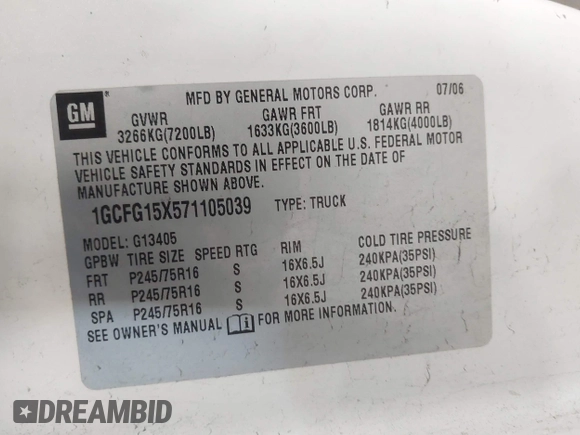 GM
MFD BY GENERAL MOTORS CORP. 07/06
GVWR GAWR FRT GAWR RR
3266KG(7200LB) 1633KG(3600LB) 1814KG(4000LB)
THIS VEHICLE CONFORMS TO ALL APPLICABLE U.S. FEDERAL MOTOR
VEHICLE SAFETY STANDARDS IN EFFECT ON THE DATE OF
MANUFACTURE SHOWN ABOVE.
1GCFG15X571105039 TYPE: TRUCK
MODEL: G13405
GPBW TIRE SIZE SPEED RTG RIM COLD TIRE PRESSURE
FRT P245/75R16 S 16X6.5J 240KPA(35PSI)
RR P245/75R16 S 16X6.5J 240KPA(35PSI)
SPA P245/75R16 S 16X6.5J 240KPA(35PSI)
SEE OWNER'S MANUAL FOR MORE INFORMATION.
DREAMBID